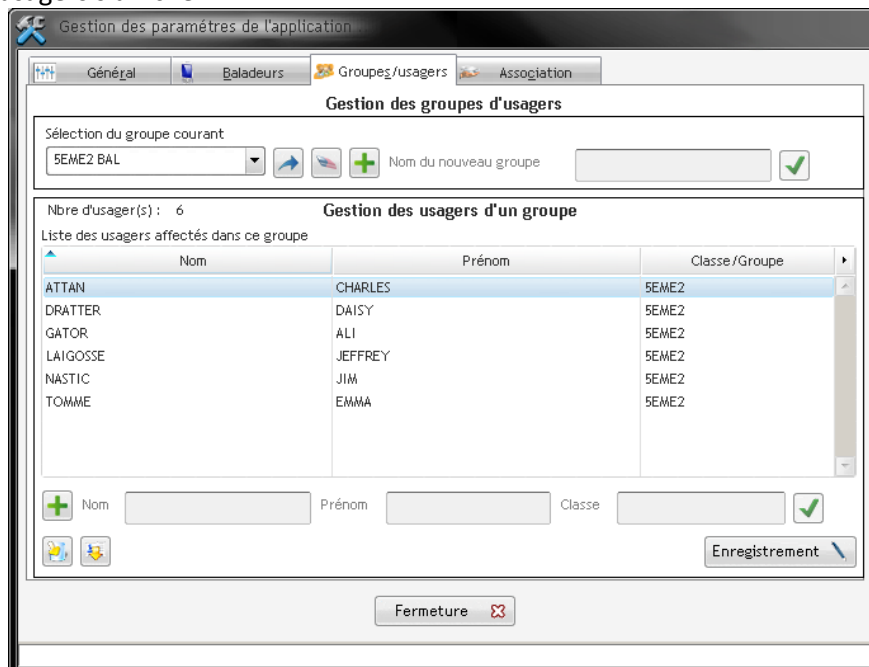 Gestion des paramétres de l'application
Général Baladeurs Groupes/usagers Association
Gestion des groupes d'usagers
Sélection du groupe courant
5EME2 BAL Nom du nouveau groupe
Nbre d'usager(s) : 6 Gestion des usagers d'un groupe
Liste des usagers affectés dans ce groupe
Nom Prénom Classe/Groupe
ATTAN CHARLES 5EME2
DRATTER DAISY 5EME2
GATOR ALI 5EME2
LAIGOSSE JEFFREY 5EME2
NASTIC JIM 5EME2
TOMME EMMA 5EME2
Nom Prénom Classe
Enregistrement
Fermeture